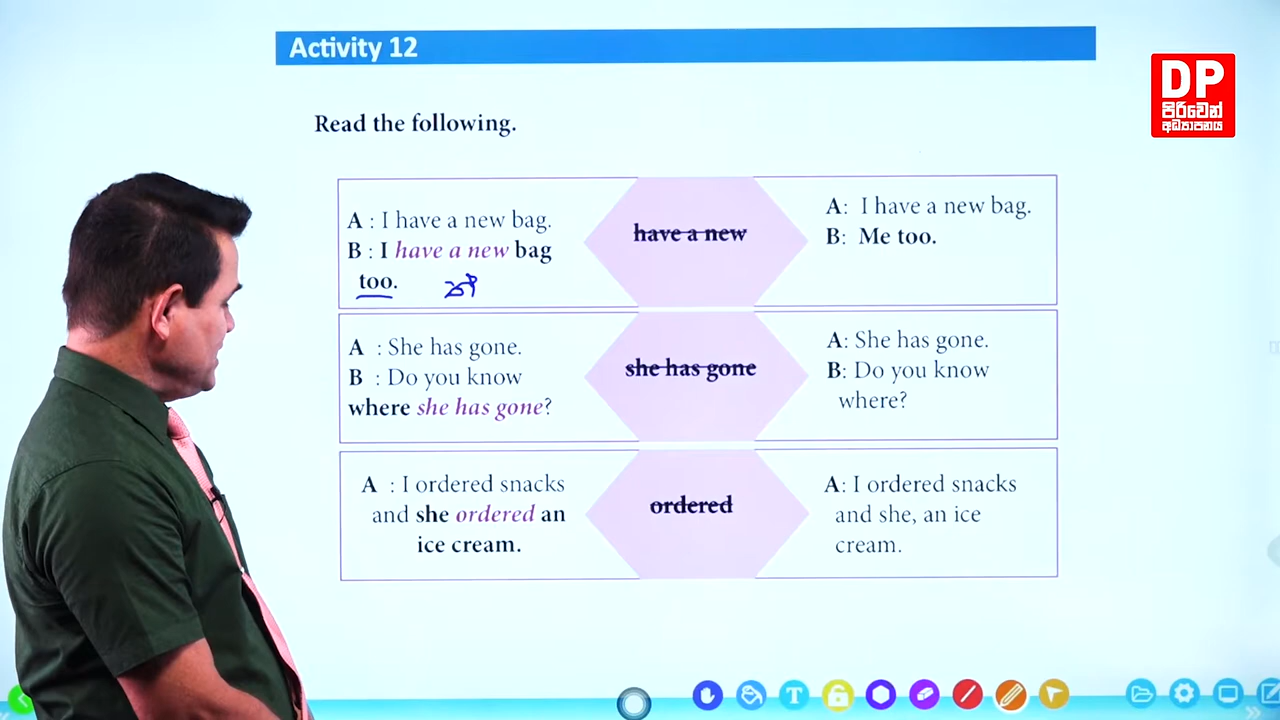 Activity 12
DP
පිරිවෙන්
අධ්‍යාපනය
Read the following.
A : I have a new bag.
B : I have a new bag
too.
have a new
A: I have a new bag.
B: Me too.
A : She has gone.
B : Do you know
where she has gone?
she has gone
A: She has gone.
B: Do you know
where?
A : I ordered snacks
and she ordered an
ice cream.
ordered
A: I ordered snacks
and she, an ice
cream.